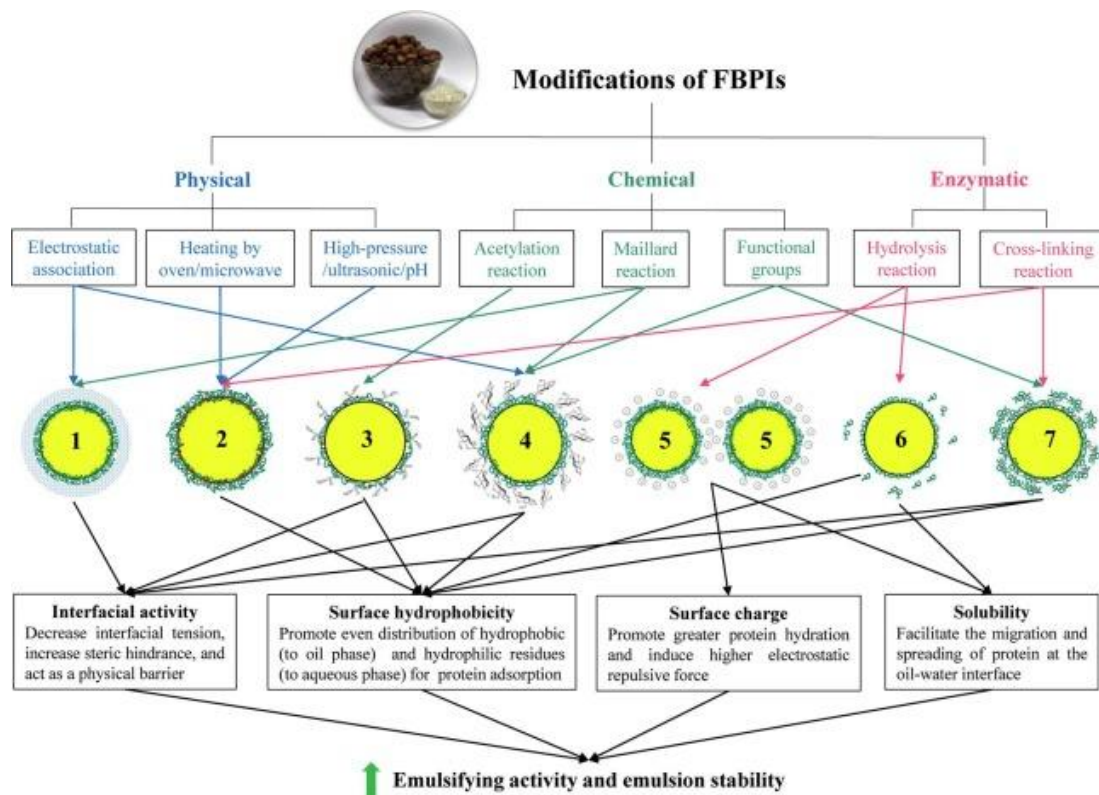 Modifications of FBPIs
Physical
Chemical
Enzymatic
Electrostatic
association
Heating by
oven/microwave
High-pressure
/ultrasonic/pH
Acetylation
reaction
Maillard
reaction
Functional
groups
Hydrolysis
reaction
Cross-linking
reaction
1
2
3
4
5
5
6
7
Interfacial activity
Decrease interfacial tension,
increase steric hindrance, and
act as a physical barrier
Surface hydrophobicity
Promote even distribution of hydrophobic
(to oil phase) and hydrophilic residues
(to aqueous phase) for protein adsorption
Surface charge
Promote greater protein hydration
and induce higher electrostatic
repulsive force
Solubility
Facilitate the migration and
spreading of protein at the
oil-water interface
Emulsifying activity and emulsion stability